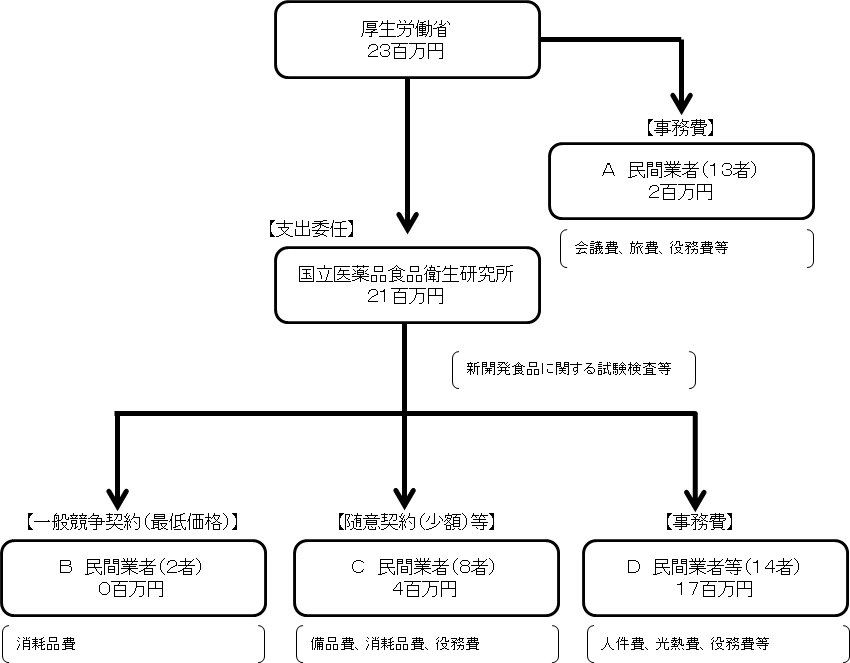 厚生労働省
23百万円
【事務費】
A　民間業者(13者)
2百万円
会議費、旅費、役務費等
【支出委任】
国立医薬品食品衛生研究所
21百万円
新開発食品に関する試験検査等
【一般競争契約(最低価格)】
B　民間業者(2者)
0百万円
消耗品費
【随意契約(少額)等】
C　民間業者(8者)
4百万円
備品費、消耗品費、役務費
【事務費】
D　民間業者等(14者)
17百万円
人件費、光熱費、役務費等